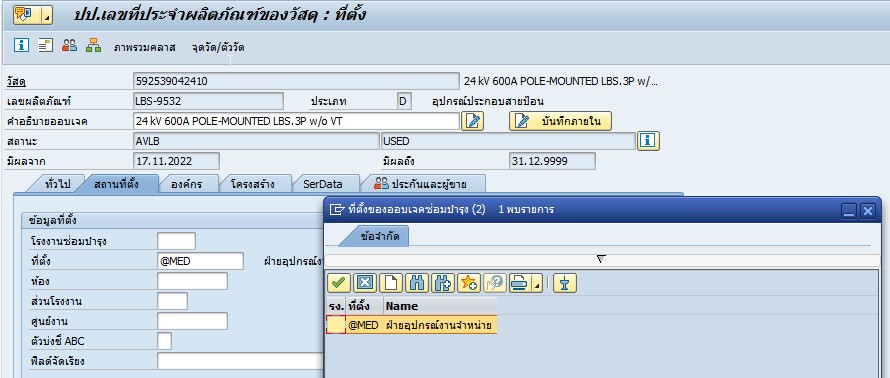 ปป.เลขที่ประจำผลิตภัณฑ์ของวัสดุ : ที่ตั้ง
ภาพรวมคลาส จุดวัด/ตัววัด
วัสดุ 592539042410 24 kV 600A POLE-MOUNTED LBS.3P w/...
เลขผลิตภัณฑ์ LBS-9532 ประเภท D อุปกรณ์ประกอบสายป้อน
คำอธิบายออบเจค 24 kV 600A POLE-MOUNTED LBS.3P w/o VT บันทึกภายใน
สถานะ AVLB USED
มีผลจาก 17.11.2022 มีผลถึง 31.12.9999
ทั่วไป สถานที่ตั้ง องค์กร โครงสร้าง SerData ประกันและผู้ขาย
ข้อมูลที่ตั้ง
โรงงานซ่อมบำรุง
ที่ตั้ง @MED ฝ่ายอุปกรณ์
ห้อง
ส่วนโรงงาน
ศูนย์งาน
ตัวบ่งชี้ ABC
ฟิลด์จัดเรียง
ที่ตั้งของออบเจคซ่อมบำรุง (2) 1 พบรายการ
ข้อจำกัด
รง. ที่ตั้ง Name
@MED ฝ่ายอุปกรณ์งานจำหน่าย